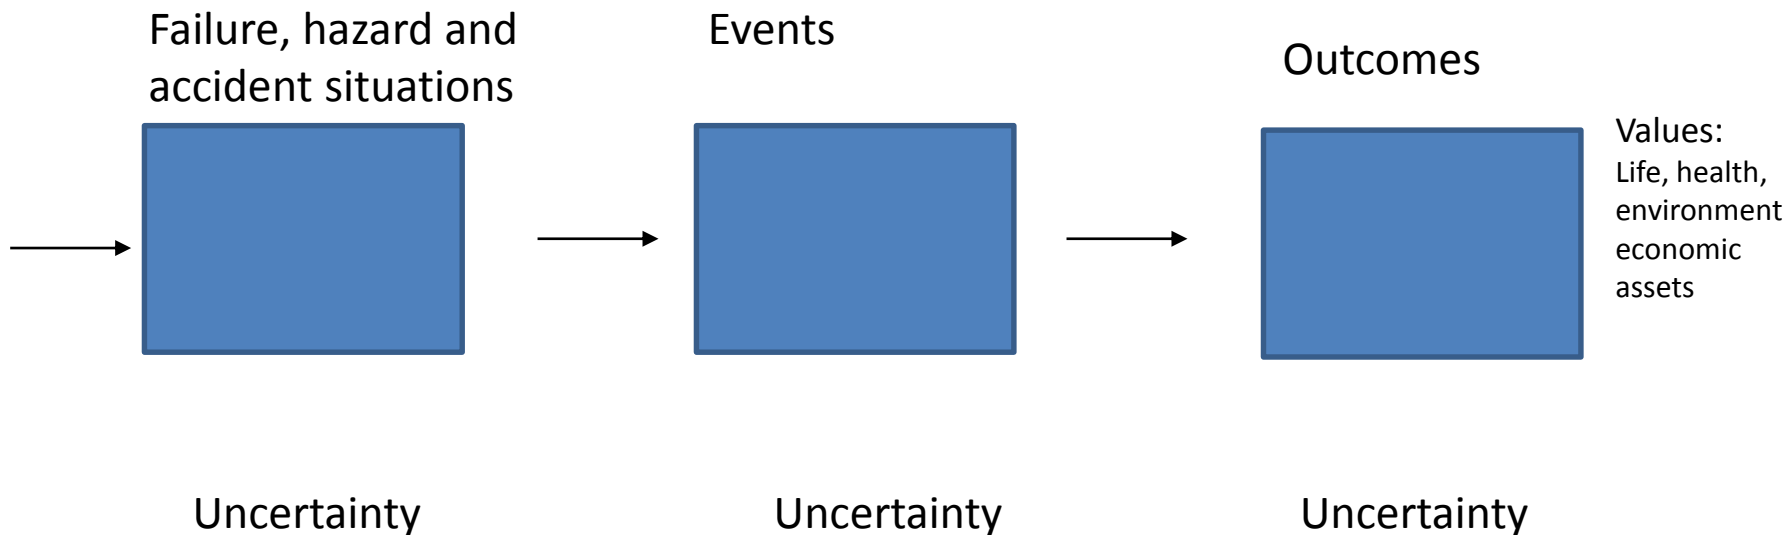 Failure, hazard and
accident situations
Events
Outcomes
Values:
Life, health,
environment
economic
assets
Uncertainty
Uncertainty
Uncertainty